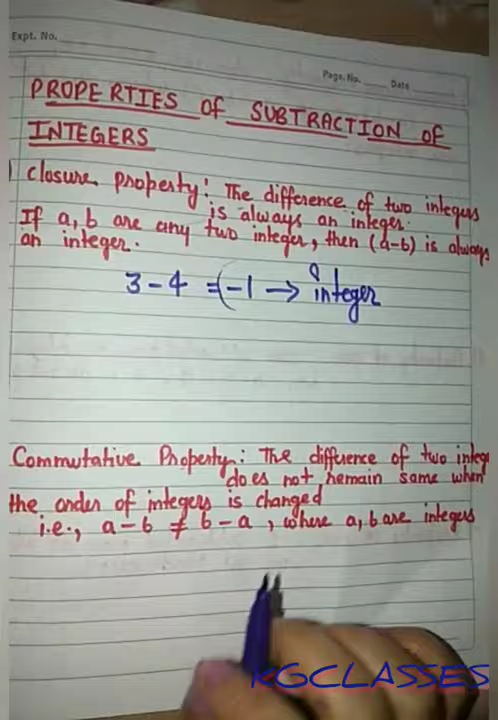 Expt. No.
Page. No. Date
PROPERTIES of SUBTRACTION of
INTEGERS
closure property: The difference of two integers
is always an integer.
If a, b are any two integer, then (a-b) is always
an integer.
3 - 4 = (-1 → integer
Commutative Property: The difference of two intege
does not remain same when
the order of integers is changed
i.e., a - b ≠ b - a, where a, b are integers
KGCLASSES